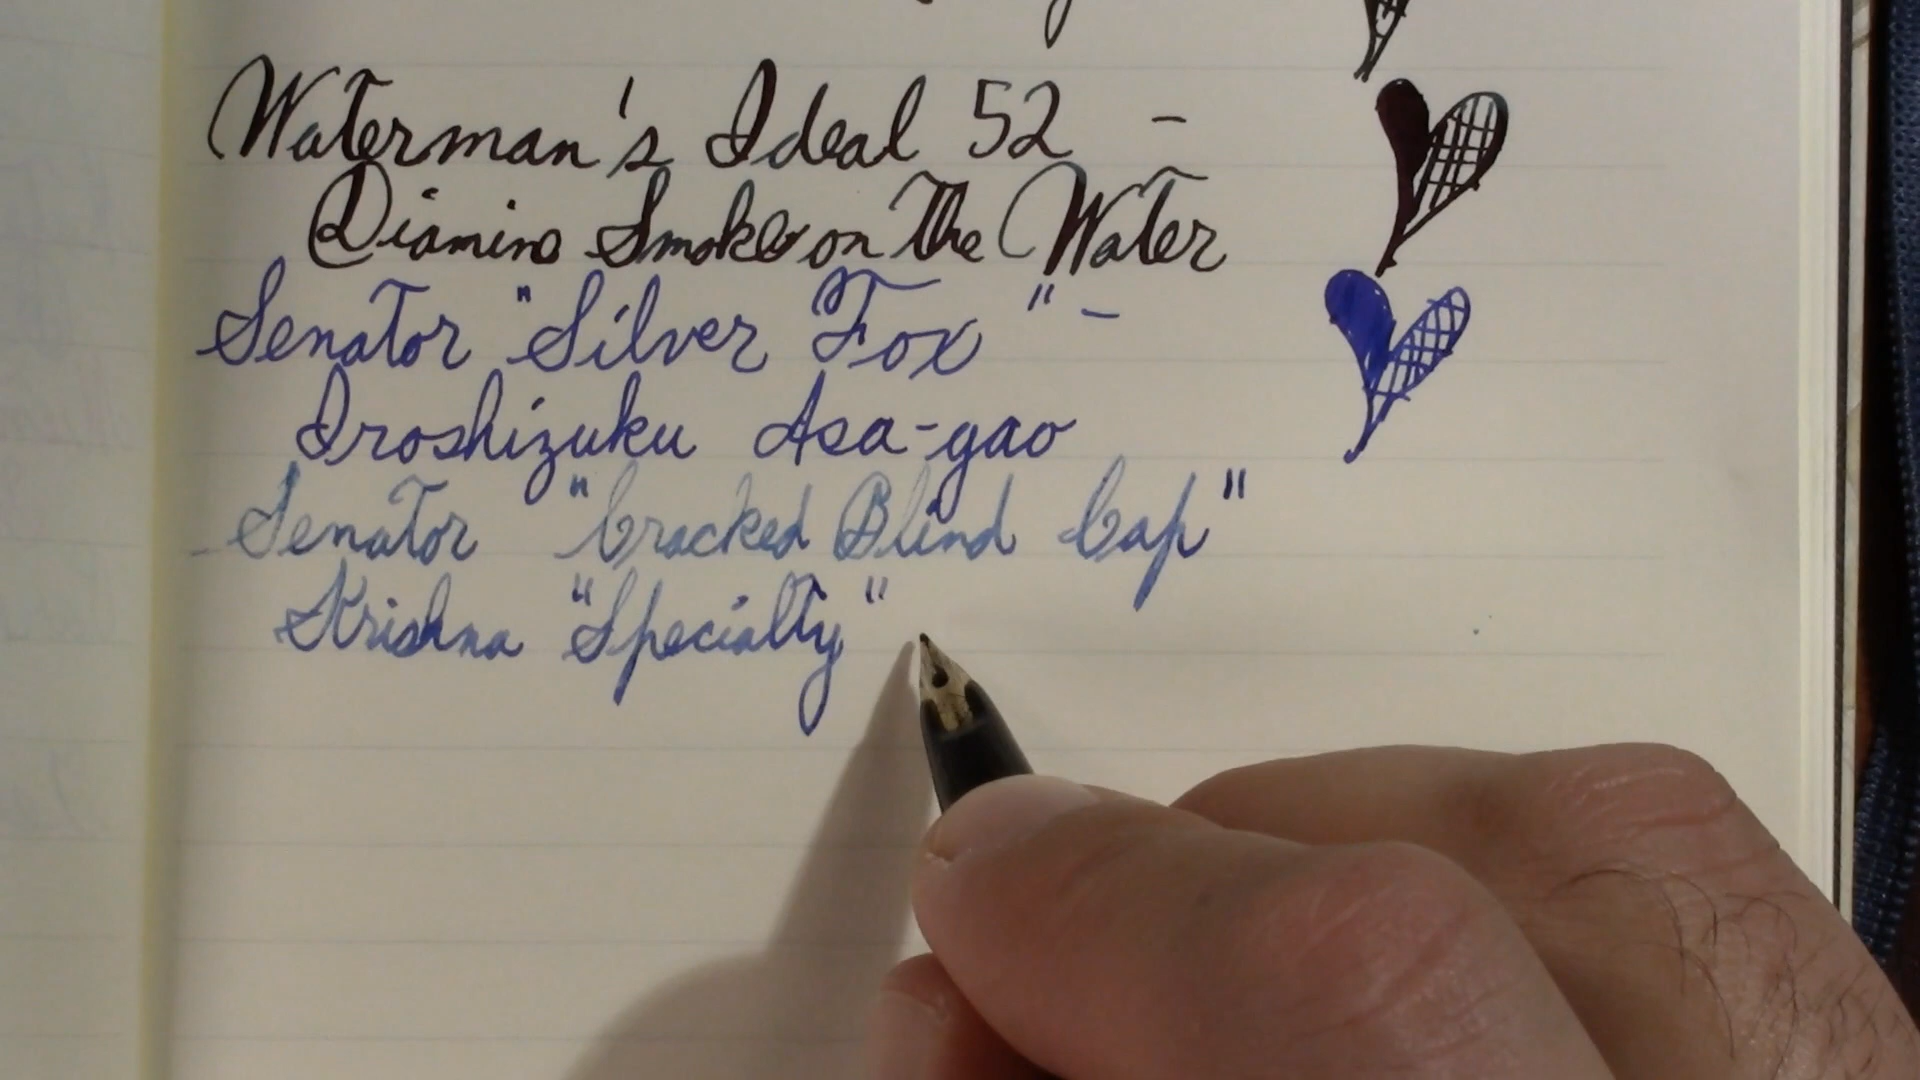 Waterman's Ideal 52 -
Diamine Smoke on the Water
Senator "Silver Fox" -
Iroshizuku Asa-gao
Senator "Cracked Blind Cap"
Krishna "Specialty"